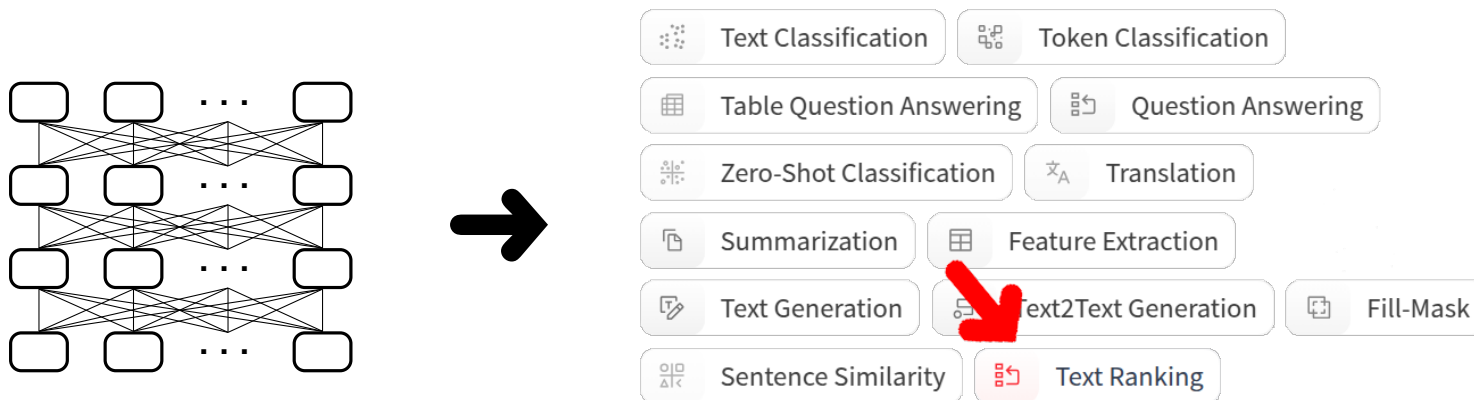 Text Classification
Token Classification
Table Question Answering
Question Answering
Zero-Shot Classification
Translation
Summarization
Feature Extraction
Text Generation
Text2Text Generation
Fill-Mask
Sentence Similarity
Text Ranking